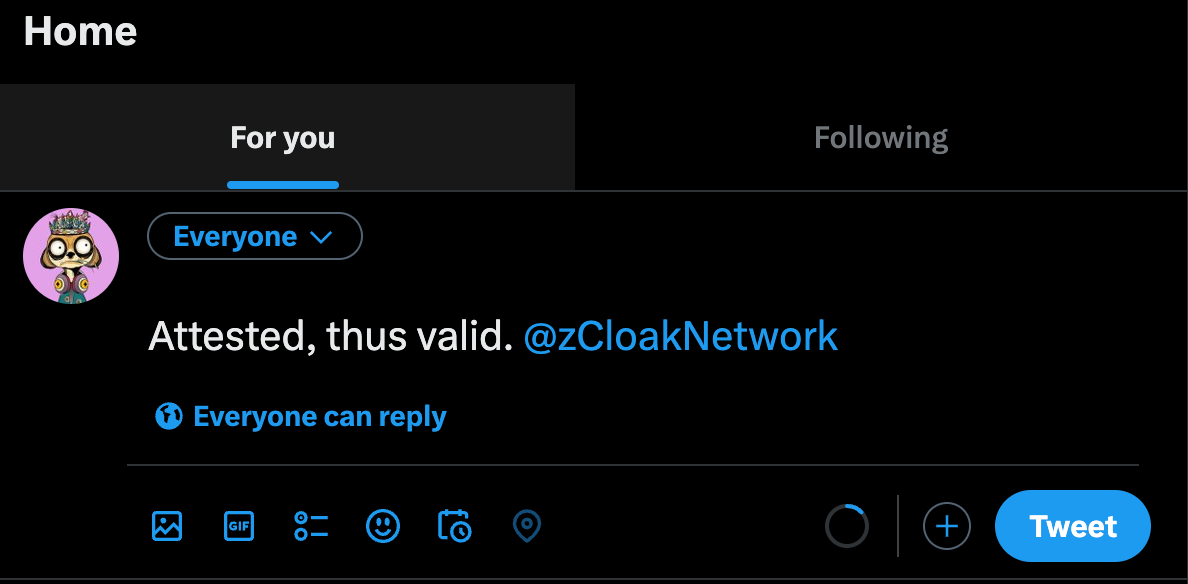 Home
For you
Following
Everyone
Attested, thus valid. @zCloakNetwork
Everyone can reply
GIF
Tweet